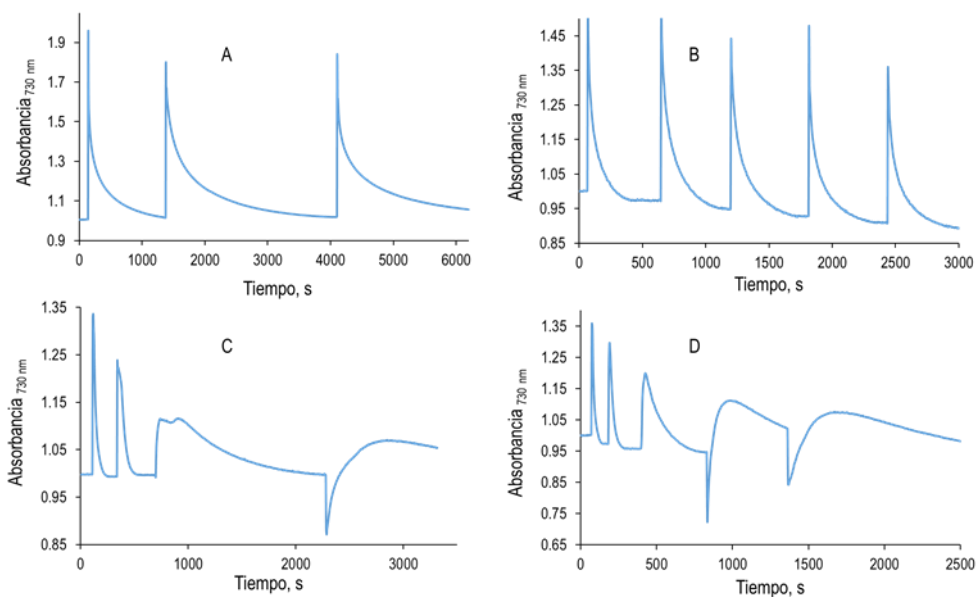 A
Absorbancia 730 nm
1.9
1.7
1.5
1.3
1.1
0.9
0 1000 2000 3000 4000 5000 6000
Tiempo, s
B
Absorbancia 730 nm
1.45
1.35
1.25
1.15
1.05
0.95
0.85
0 500 1000 1500 2000 2500 3000
Tiempo, s
C
Absorbancia 730 nm
1.35
1.25
1.15
1.05
0.95
0.85
0 1000 2000 3000
Tiempo, s
D
Absorbancia 730 nm
1.35
1.25
1.15
1.05
0.95
0.85
0.75
0.65
0 500 1000 1500 2000 2500
Tiempo, s